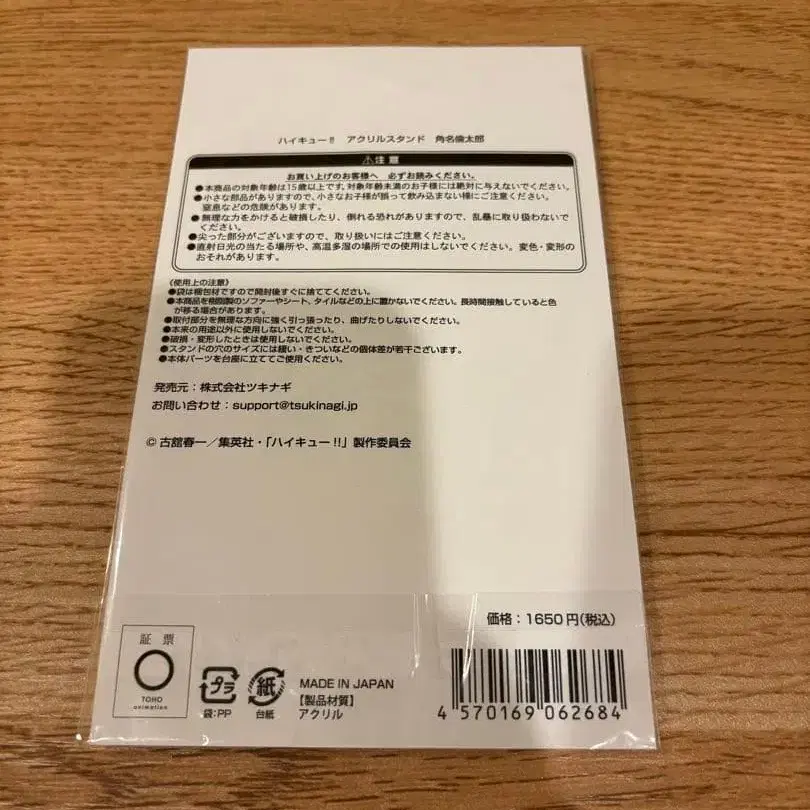 ハイキュー!! アクリルスタンド 角名倫太郎
⚠注意
お買い上げのお客様へ 必ずお読みください。
●本商品の対象年齢は15歳以上です。対象年齢未満のお子様には絶対に与えないでください。
●小さな部品がありますので、小さなお子様が誤って飲み込まない様にご注意ください。
窒息などの危険があります。
●無理な力をかけると破損したり、倒れる恐れがありますので、乱暴に取り扱わないで
ください。
●尖った部分がございますので、取り扱いにはご注意ください。
●直射日光の当たる場所や、高温多湿の場所での使用はしないでください。変色・変形の
おそれがあります。
《使用上の注意》
●袋は梱包材ですので開封後すぐに捨ててください。
●本商品を樹脂製のソファーやシート、タイルなどの上に置かないでください。長時間接触していると色
が移る場合があります。
●取付部分を無理な方向に強く引っ張ったり、曲げたりしないでください。
●本来の用途以外に使用しないでください。
●破損・変形したときは使用しないでください。
●スタンドの穴のサイズには緩い・きついなどの個体差が若干ございます。
●本体パーツを台座に立ててご使用ください。
発売元：株式会社ツキナギ
お問い合わせ：support@tsukinagi.jp
© 古舘春一／集英社・「ハイキュー!!」製作委員会
価格：1650円(税込)
証 票
TOHO
animation
プラ
袋:PP
紙
台紙
MADE IN JAPAN
【製品材質】
アクリル
4 570169 062684